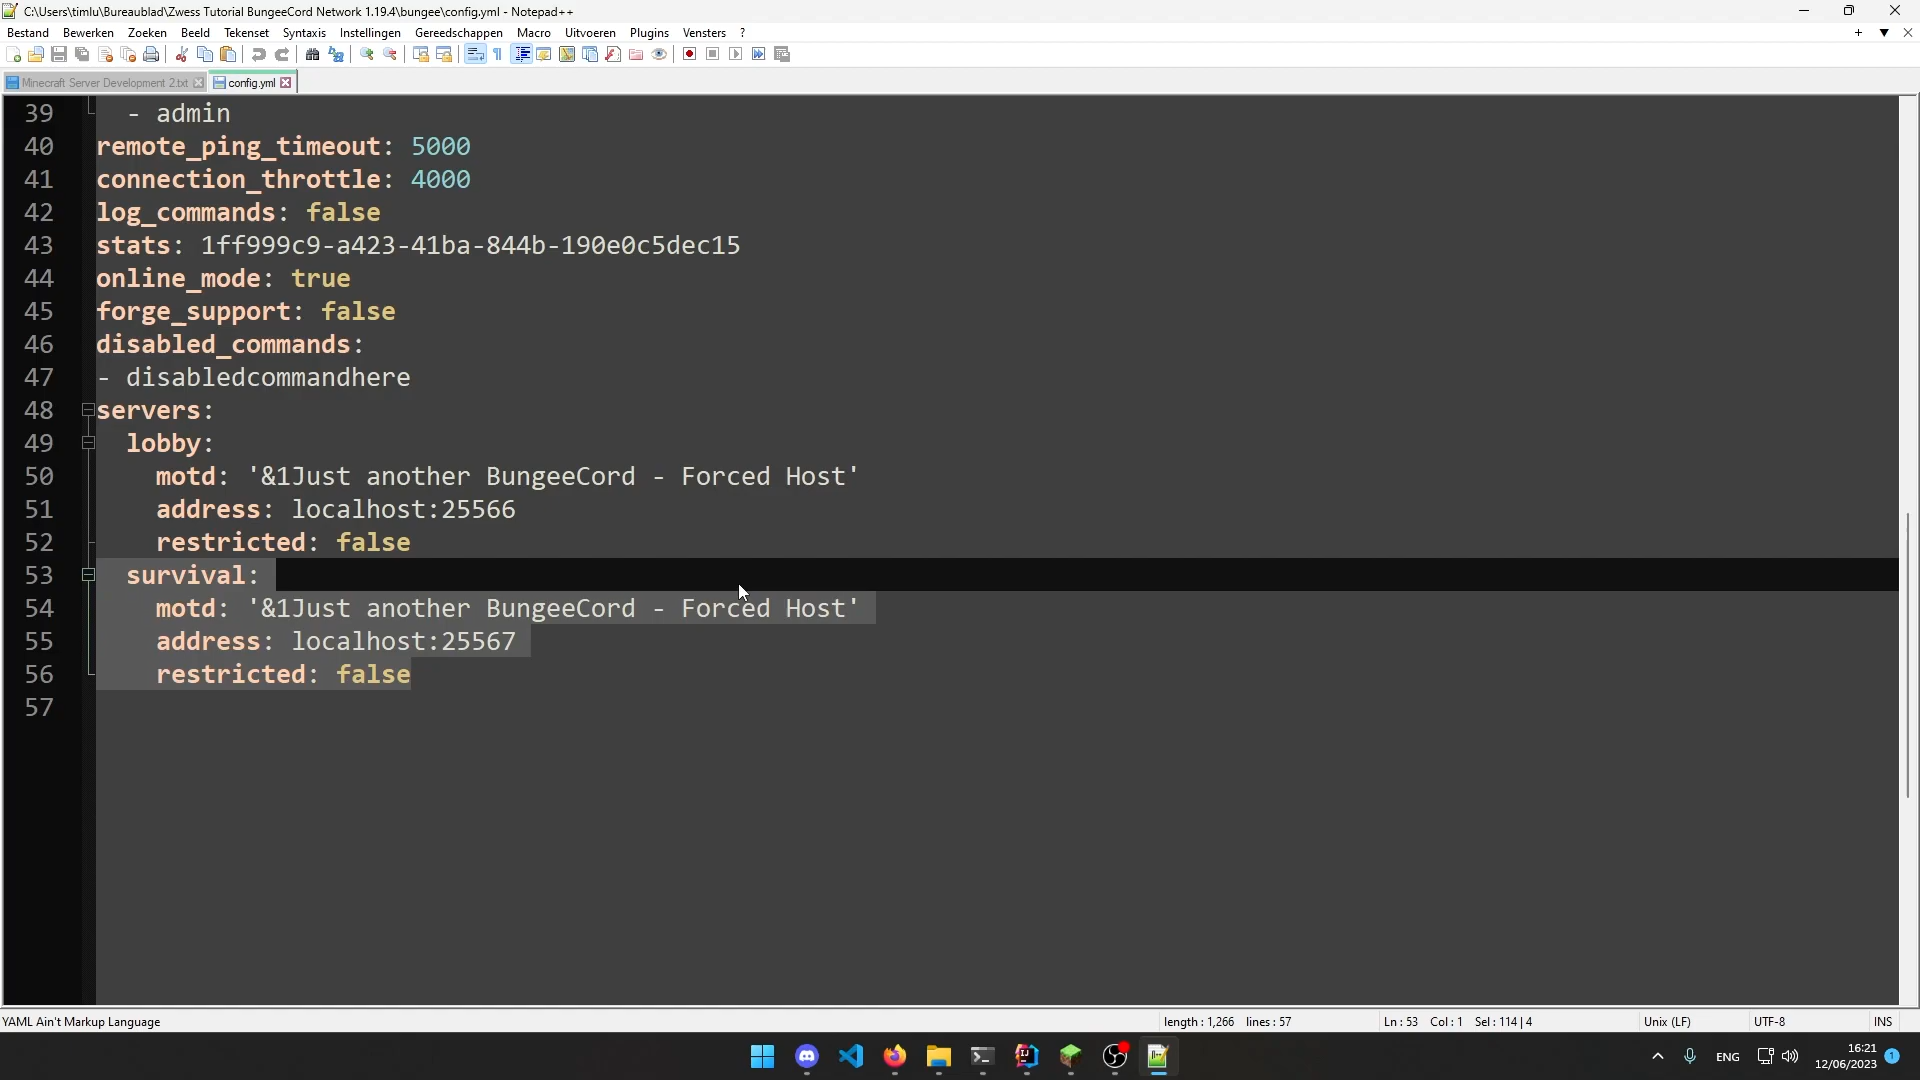 C:\Users\timlu\Bureaublad\Zwess Tutorial BungeeCord Network 1.19.4\bungee\config.yml - Notepad++
Bestand Bewerken Zoeken Beeld Tekenset Syntaxis Instellingen Gereedschappen Macro Uitvoeren Plugins Vensters ?
Minecraft Server Development 2.txt config.yml
39 - admin
40 remote_ping_timeout: 5000
41 connection_throttle: 4000
42 log_commands: false
43 stats: 1ff999c9-a423-41ba-844b-190e0c5dec15
44 online_mode: true
45 forge_support: false
46 disabled_commands:
47 - disabledcommandhere
48 servers:
49 lobby:
50 motd: '&1Just another BungeeCord - Forced Host'
51 address: localhost:25566
52 restricted: false
53 survival:
54 motd: '&1Just another BungeeCord - Forced Host'
55 address: localhost:25567
56 restricted: false
57
YAML Ain't Markup Language length : 1,266 lines : 57 Ln : 53 Col : 1 Sel : 114 | 4 Unix (LF) UTF-8 INS
ENG 16:21
12/06/2023 1